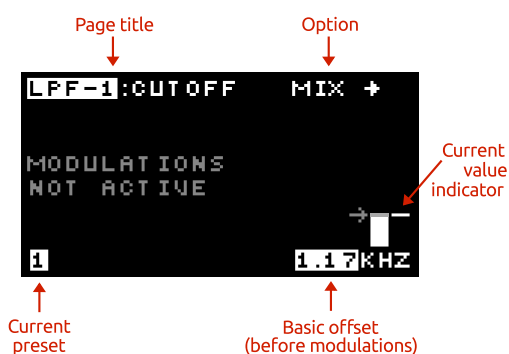 Page title
Option
LPF-1:CUTOFF MIX →
MODULATIONS
NOT ACTIVE
Current
value
indicator
1
1.17KHZ
Current
preset
Basic offset
(before modulations)